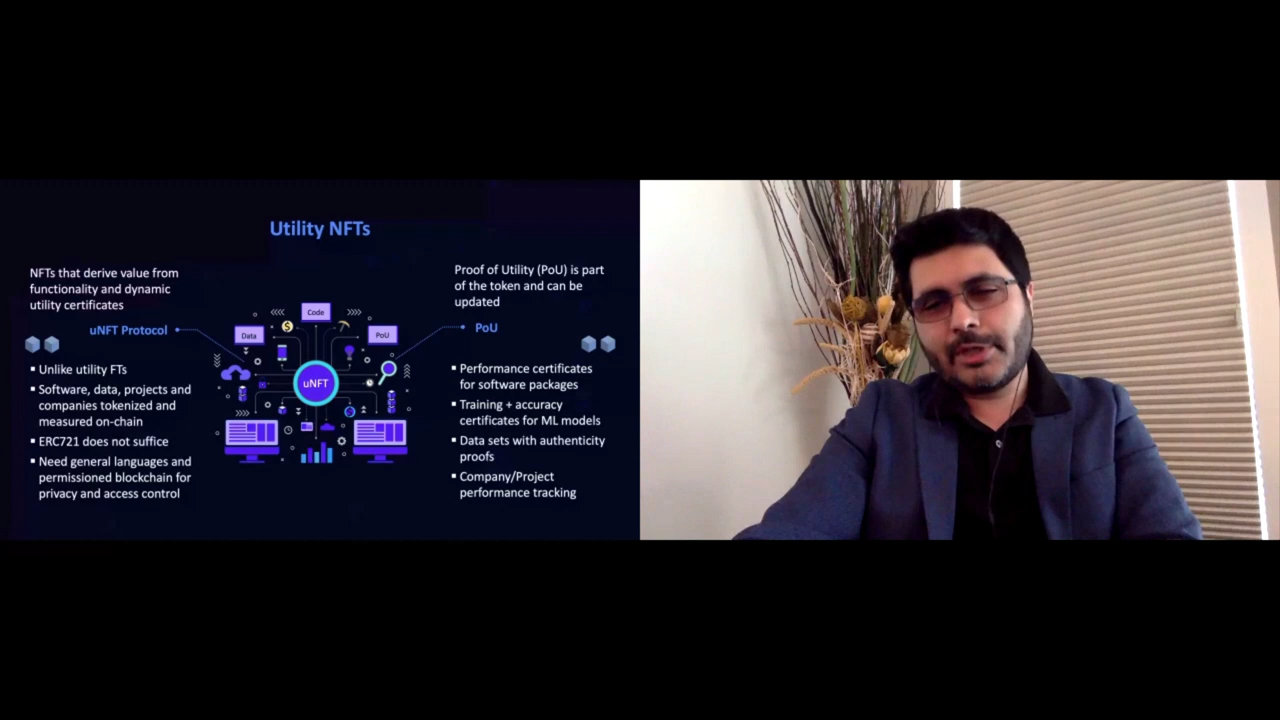 Utility NFTs
NFTs that derive value from
functionality and dynamic
utility certificates
uNFT Protocol
▪ Unlike utility FTs
▪ Software, data, projects and
companies tokenized and
measured on-chain
▪ ERC721 does not suffice
▪ Need general languages and
permissioned blockchain for
privacy and access control
Code
Data
PoU
uNFT
Proof of Utility (PoU) is part
of the token and can be
updated
PoU
▪ Performance certificates
for software packages
▪ Training + accuracy
certificates for ML models
▪ Data sets with authenticity
proofs
▪ Company/Project
performance tracking